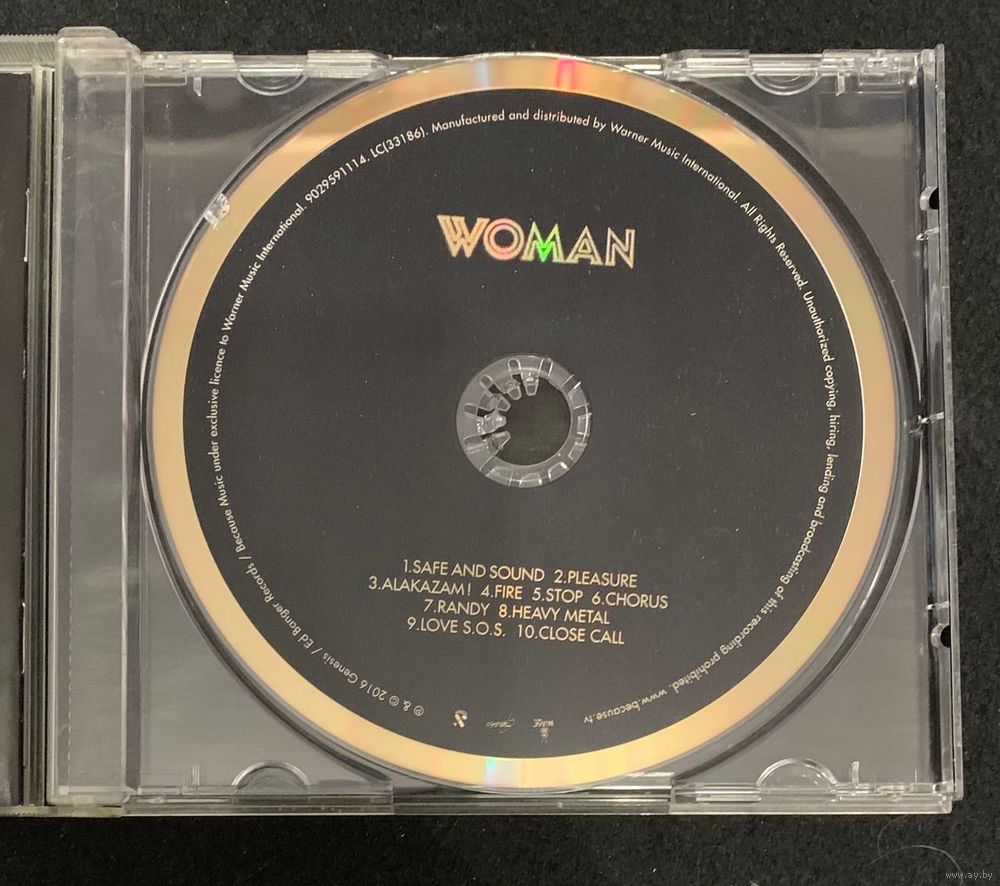 WOMAN
1.SAFE AND SOUND 2.PLEASURE
3.ALAKAZAM! 4.FIRE 5.STOP 6.CHORUS
7.RANDY 8.HEAVY METAL
9.LOVE S.O.S. 10.CLOSE CALL
℗ & © 2016 Genesis / Ed Banger Records / Because Music under exclusive licence to Warner Music International. 9029591114. LC(33186). Manufactured and distributed by Warner Music International. All Rights Reserved. Unauthorized copying, hiring, lending and broadcasting of this recording prohibited. www.because.tv
www.ay.by